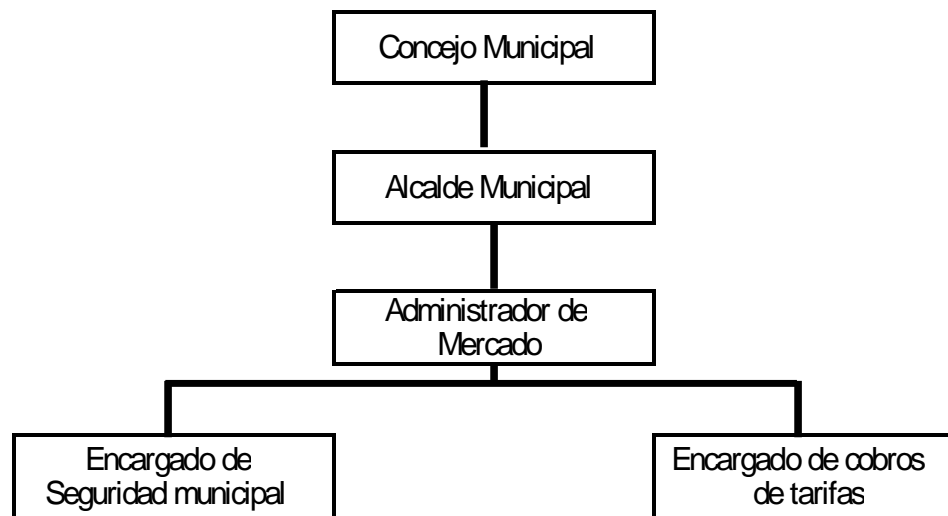 Concejo Municipal
Alcalde Municipal
Administrador de
Mercado
Encargado de
Seguridad municipal
Encargado de cobros
de tarifas